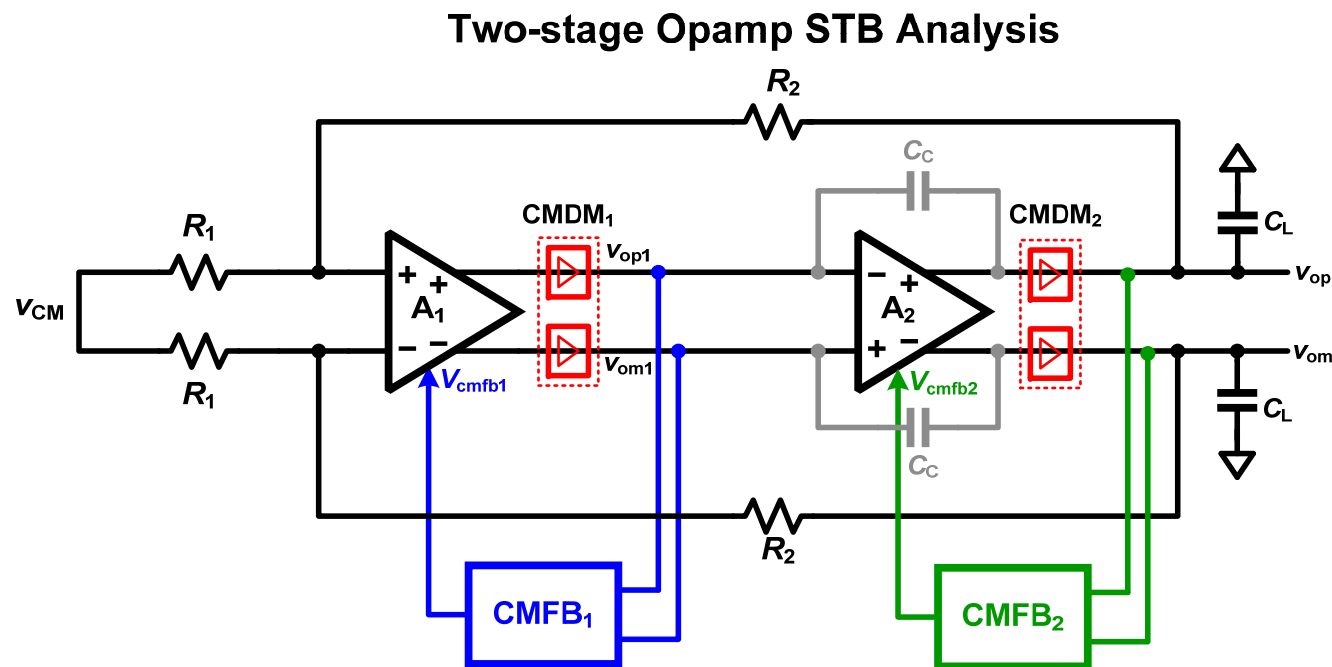 Two-stage Opamp STB Analysis
R2
CC
CMDM1
CMDM2
R1
CL
vop1
+ +
− +
vop
vCM
A1
A2
− −
+ −
vom
vom1
Vcmfb1
Vcmfb2
R1
CL
CC
R2
CMFB1
CMFB2